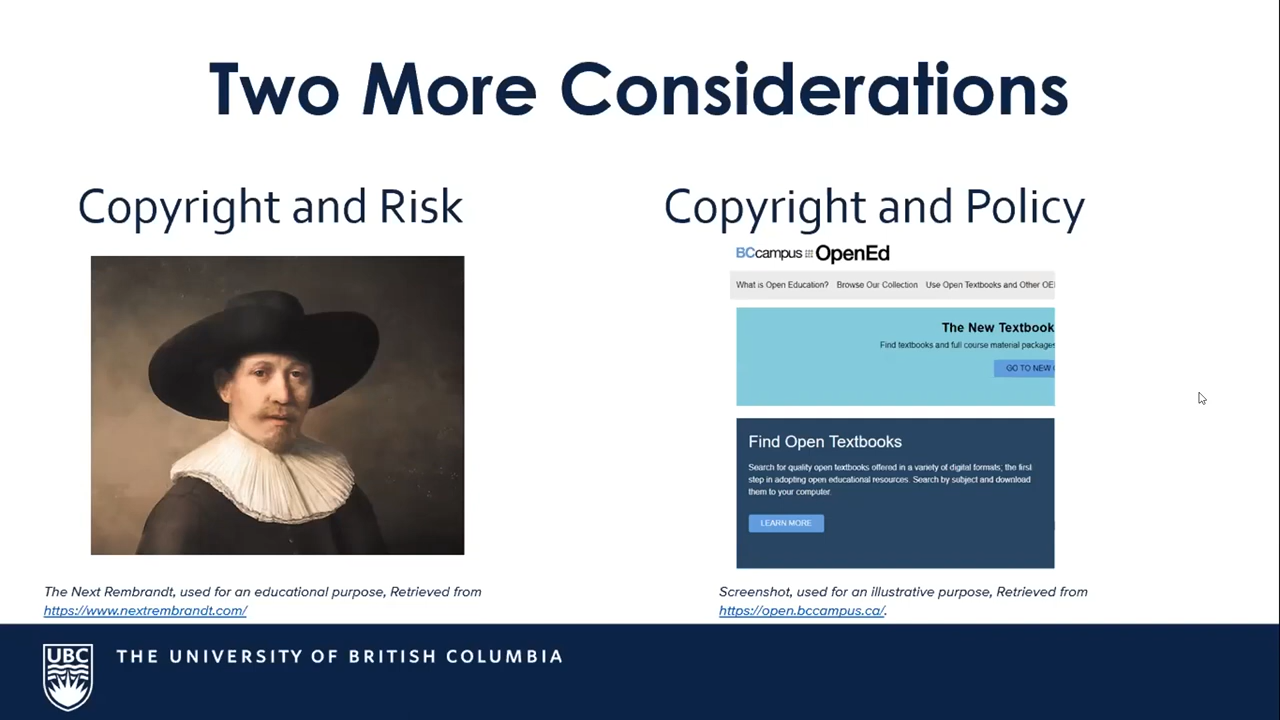 Two More Considerations
Copyright and Risk
Copyright and Policy
BCcampus OpenEd
What is Open Education? Browse Our Collection Use Open Textbooks and Other OE
The New Textbook
Find textbooks and full course material packages
GO TO NEW
Find Open Textbooks
Search for quality open textbooks offered in a variety of digital formats; the first
step in adopting open educational resources. Search by subject and download
them to your computer.
LEARN MORE
The Next Rembrandt, used for an educational purpose, Retrieved from
https://www.nextrembrandt.com/
Screenshot, used for an illustrative purpose, Retrieved from
https://open.bccampus.ca/.
UBC
THE UNIVERSITY OF BRITISH COLUMBIA